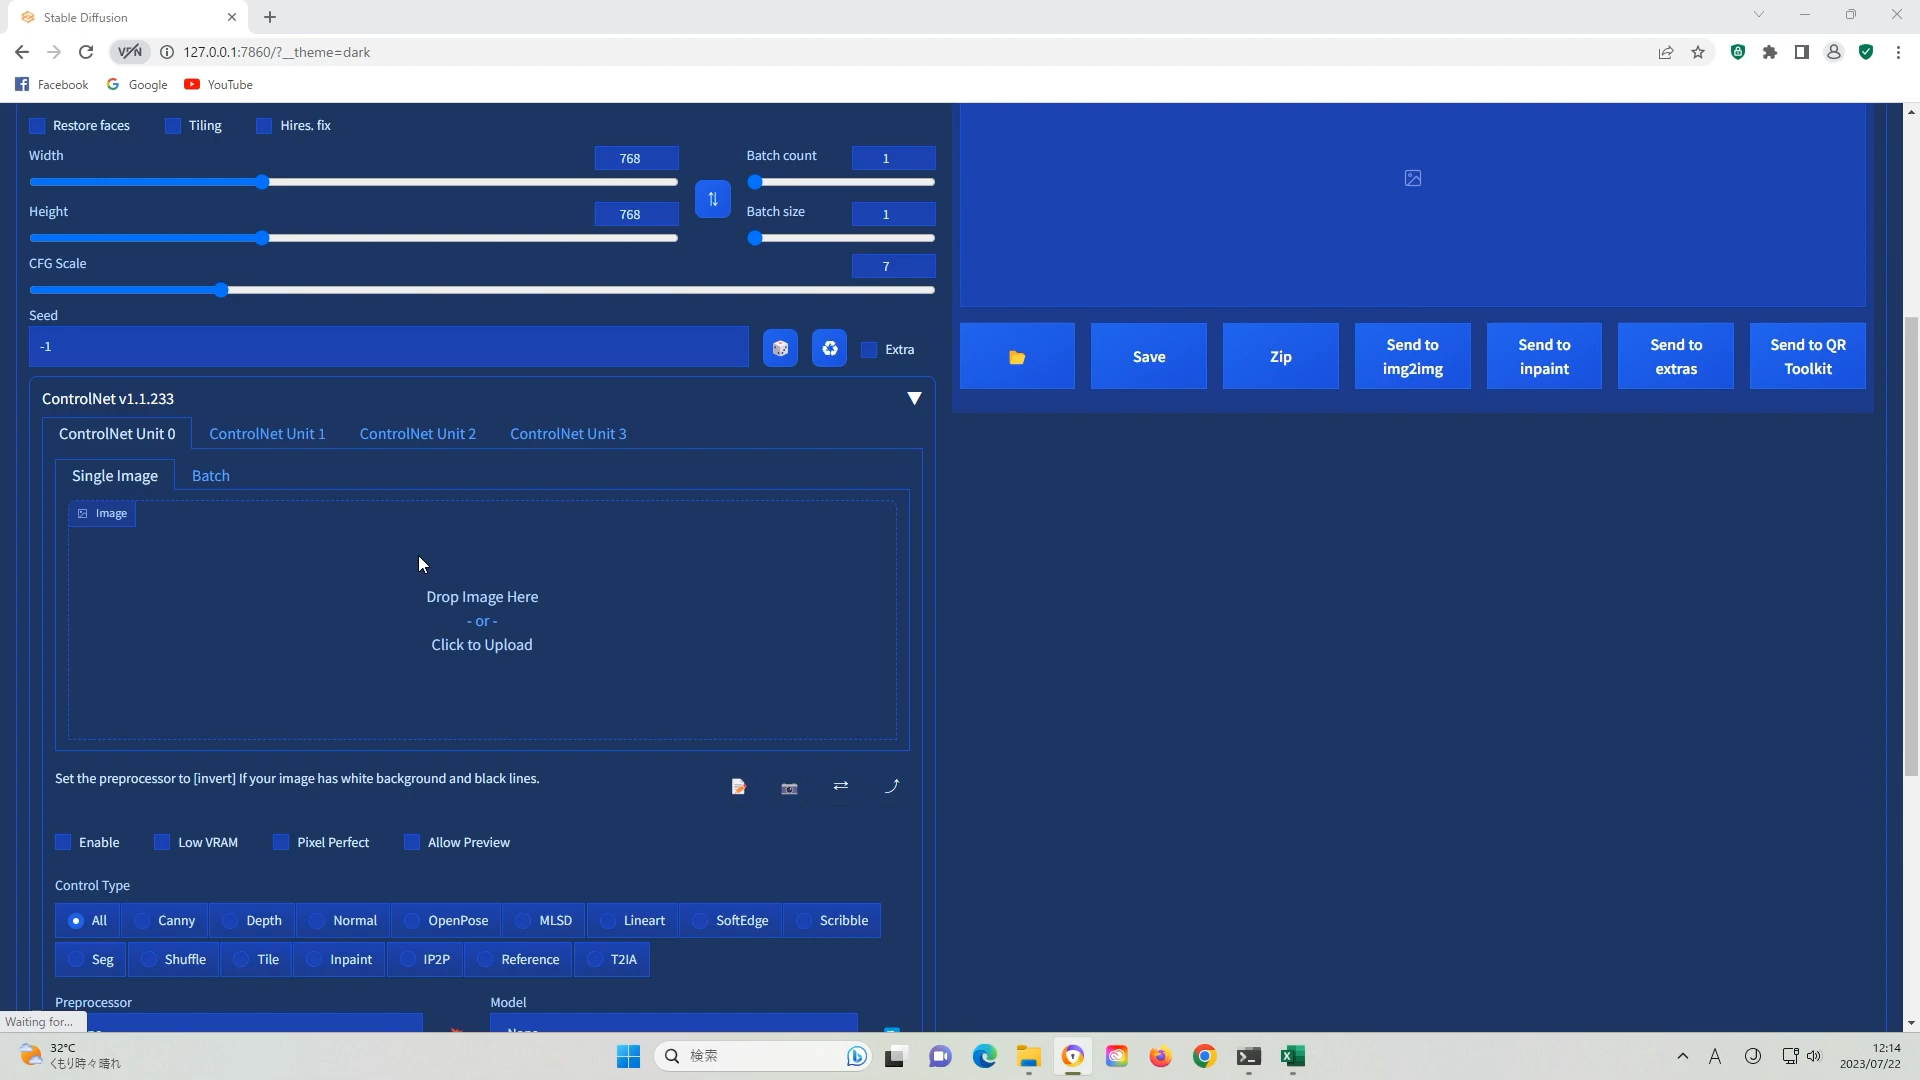 Stable Diffusion
VPN
127.0.0.1:7860/?__theme=dark
Facebook Google YouTube
Restore faces Tiling Hires. fix
Width 768 Batch count 1
Height 768 Batch size 1
CFG Scale 7
Seed
-1
Extra
Save Zip Send to img2img Send to inpaint Send to extras Send to QR Toolkit
ControlNet v1.1.233 ▼
ControlNet Unit 0 ControlNet Unit 1 ControlNet Unit 2 ControlNet Unit 3
Single Image Batch
Image
Drop Image Here
- or -
Click to Upload
Set the preprocessor to [invert] If your image has white background and black lines.
Enable Low VRAM Pixel Perfect Allow Preview
Control Type
All Canny Depth Normal OpenPose MLSD Lineart SoftEdge Scribble
Seg Shuffle Tile Inpaint IP2P Reference T2IA
Preprocessor Model
Waiting for...
32°C
くもり時々晴れ
検索
A
12:14
2023/07/22